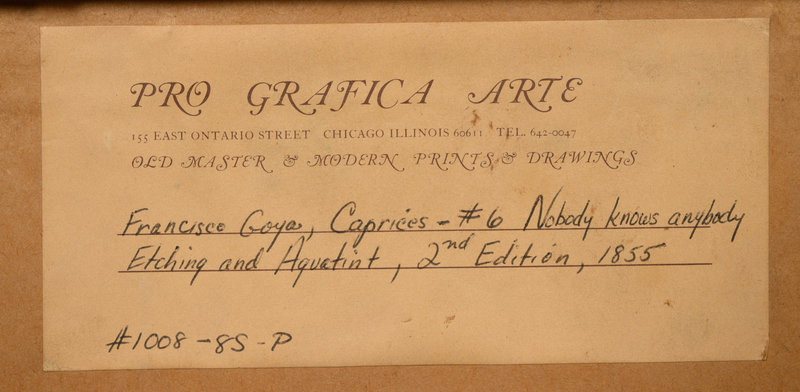 PRO GRAFICA ARTE
155 EAST ONTARIO STREET CHICAGO ILLINOIS 60611 TEL. 642-0047
OLD MASTER & MODERN PRINTS & DRAWINGS
Francisco Goya, Caprices - #6 Nobody knows anybody
Etching and Aquatint, 2nd Edition, 1855
#1008-8S-P